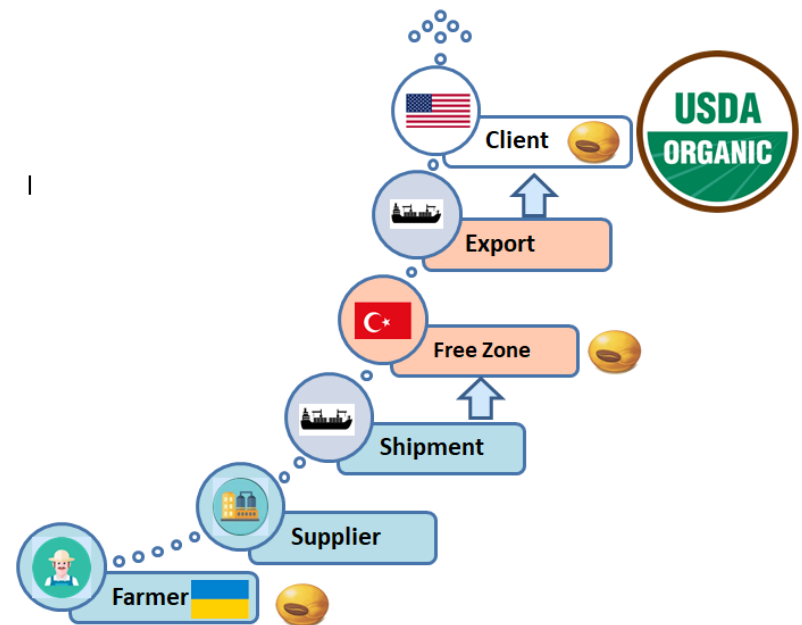 USDA
ORGANIC
Client
Export
Free Zone
Shipment
Supplier
Farmer